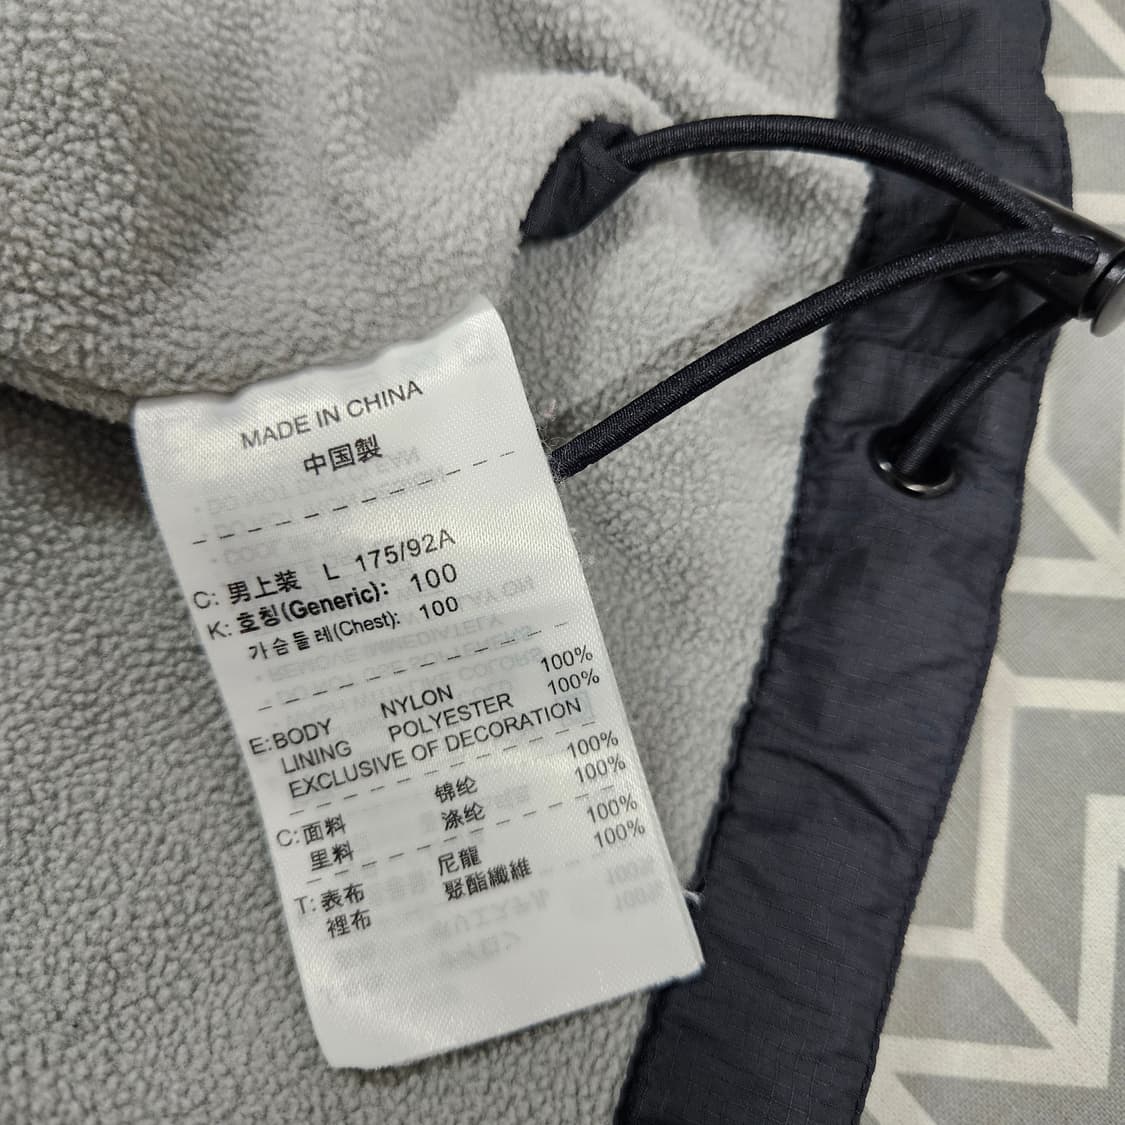 MADE IN CHINA
中国製
C: 男上装 L 175/92A
K: 호칭(Generic): 100
가슴둘레(Chest): 100
E: BODY NYLON 100%
LINING POLYESTER 100%
EXCLUSIVE OF DECORATION
C: 面料 锦纶 100%
里料 涤纶 100%
T: 表布 尼龍 100%
裡布 聚酯纖維 100%